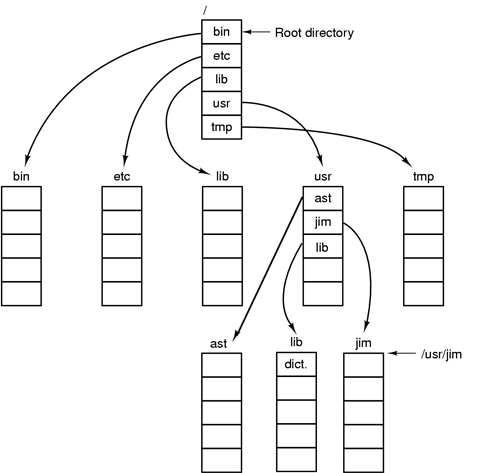 /
bin
Root directory
etc
lib
usr
tmp
bin
etc
lib
usr
tmp
ast
jim
lib
ast
lib
jim
dict.
/usr/jim